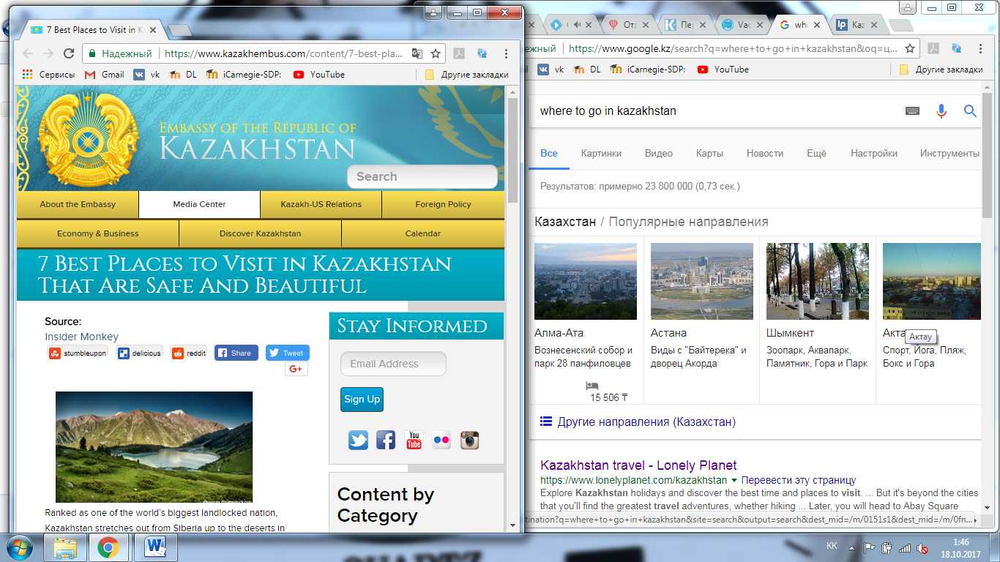 7 Best Places to Visit in K
Надежный
https://www.kazakhembus.com/content/7-best-pla...
Сервисы
Gmail
vk
DL
iCarnegie-SDP:
YouTube
Другие закладки
EMBASSY OF THE REPUBLIC OF
KAZAKHSTAN
Search
About the Embassy
Media Center
Kazakh-US Relations
Foreign Policy
Economy & Business
Discover Kazakhstan
Calendar
7 BEST PLACES TO VISIT IN KAZAKHSTAN
THAT ARE SAFE AND BEAUTIFUL
Source:
Insider Monkey
stumbleupon
delicious
reddit
Share
Tweet
G+
Ranked as one of the world's biggest landlocked nation,
Kazakhstan stretches out from Siberia up to the deserts in
STAY INFORMED
Email Address
Sign Up
You
Tube
Content by
Category
Отз
Пер
Vac
whe
Kaz
ежный
https://www.google.kz/search?q=where+to+go+in+kazakhstan&oq=ц...
vk
DL
iCarnegie-SDP:
YouTube
Другие закладки
where to go in kazakhstan
Все
Картинки
Видео
Карты
Новости
Ещё
Настройки
Инструменты
Результатов: примерно 23 800 000 (0,73 сек.)
Казахстан / Популярные направления
Алма-Ата
Вознесенский собор и
парк 28 панфиловцев
15 506 ₸
Астана
Виды с "Байтерека" и
дворец Акорда
Шымкент
Зоопарк, Аквапарк,
Памятник, Гора и Парк
Акта
Актау
Спорт, Йога, Пляж,
Бокс и Гора
Другие направления (Казахстан)
Kazakhstan travel - Lonely Planet
https://www.lonelyplanet.com/kazakhstan
Перевести эту страницу
Explore Kazakhstan holidays and discover the best time and places to visit. ... But it's beyond the cities
that you'll find the greatest travel adventures, whether hiking ... Later, you will head to Abay Square
tination?q=where+to+go+in+kazakhstan&site=search&output=search&dest_mid=/m/0151s1&dest_mid=/m/0fn...
KK
1:46
18.10.2017